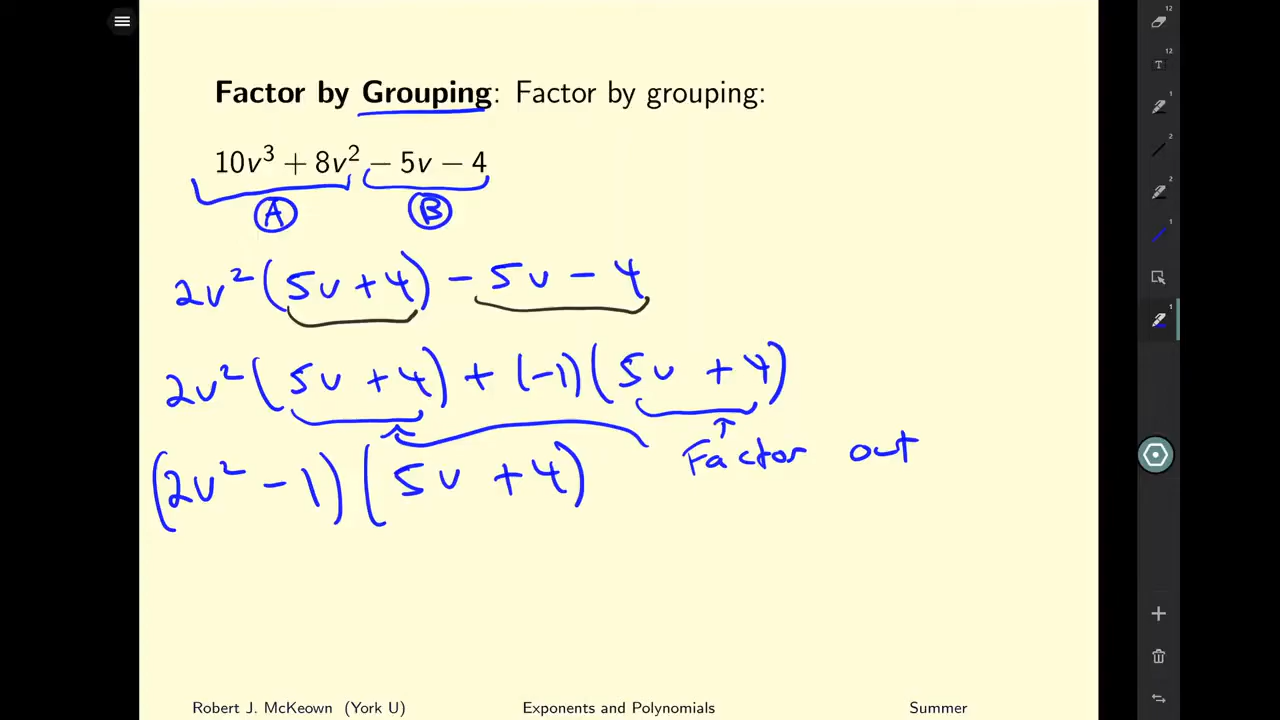 Factor by Grouping: Factor by grouping:
10v³ + 8v² − 5v − 4
A B
2v² (5v + 4) − 5v − 4
2v² (5v + 4) + (−1) (5v + 4)
Factor out
(2v² − 1) (5v + 4)
Robert J. McKeown (York U) Exponents and Polynomials Summer